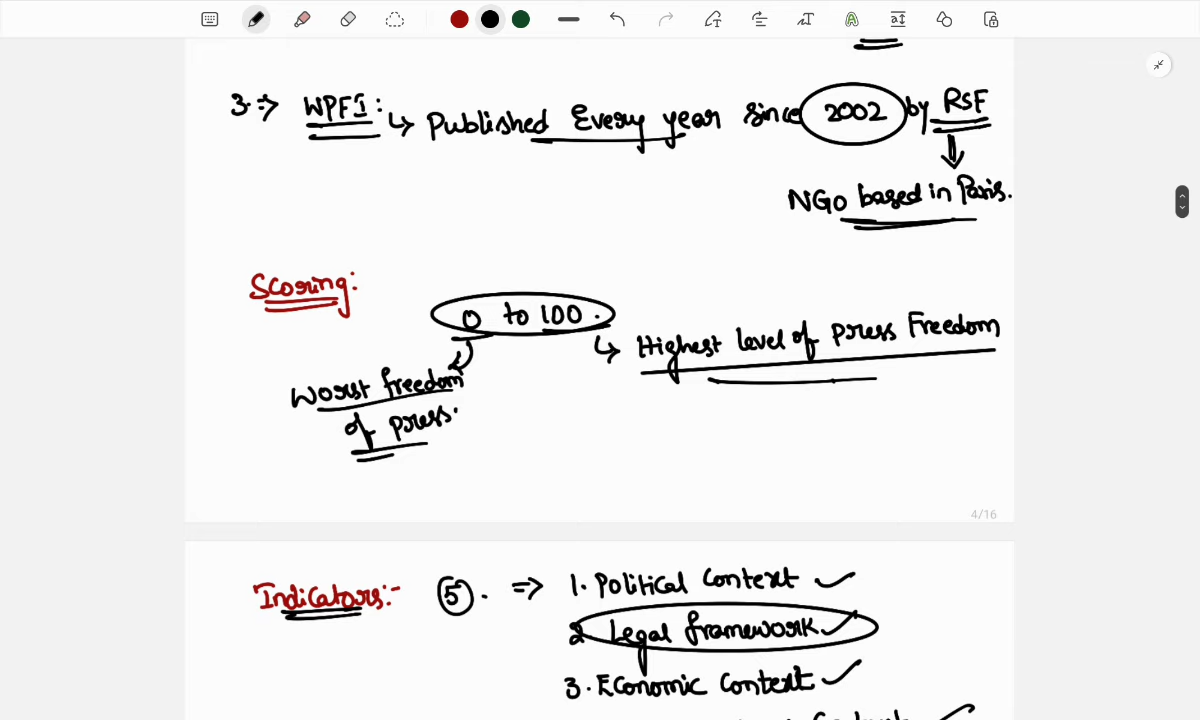 3. => WPFI: ↳ Published Every year since 2002 by RSF
NGO based in Paris.
Scoring:
0 to 100.
↳ Highest level of press Freedom
Worst freedom
of press.
4/16
Indicators:- 5. => 1. Political Context ✓
2 Legal framework ✓
3. Economic Context ✓